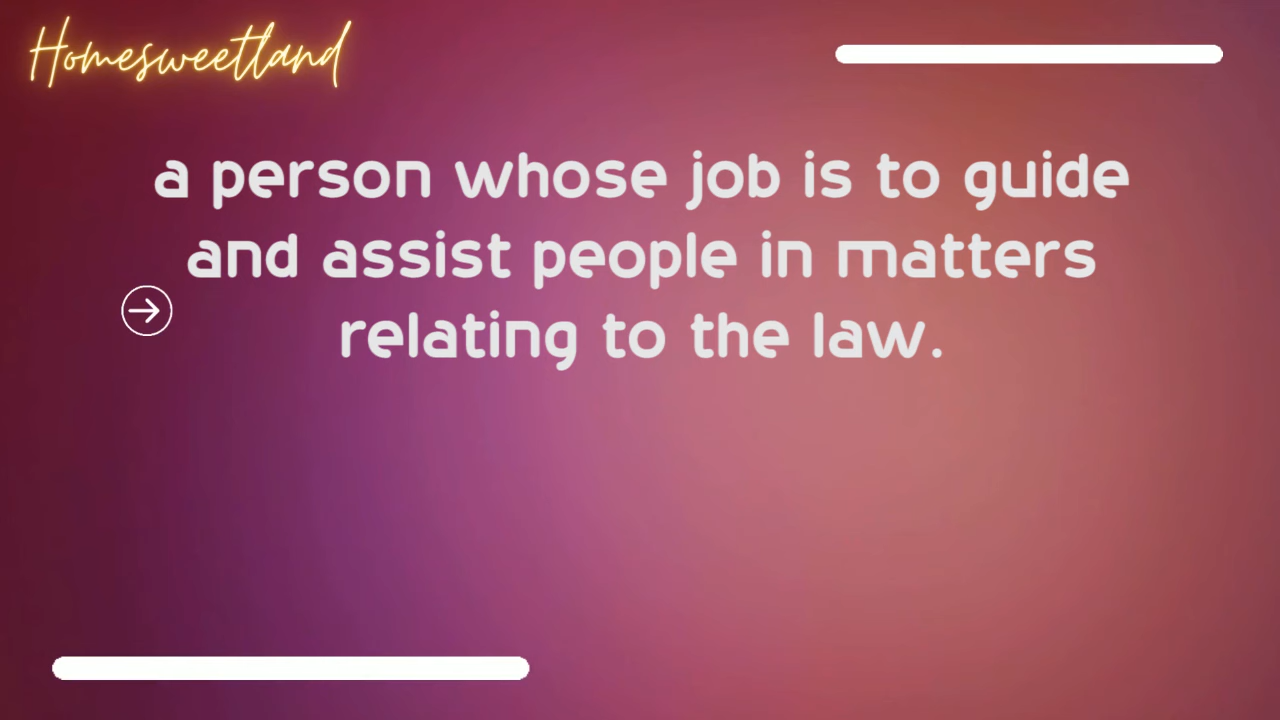 Homesweetland
a person whose job is to guide
and assist people in matters
relating to the law.